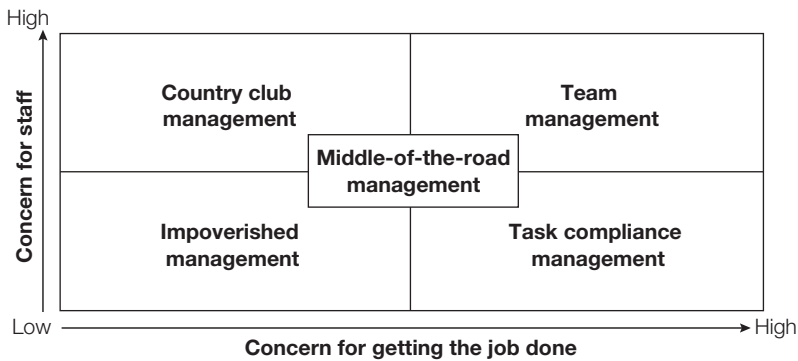 High
Country club
management
Team
management
Middle-of-the-road
management
Concern for staff
Impoverished
management
Task compliance
management
Low
High
Concern for getting the job done